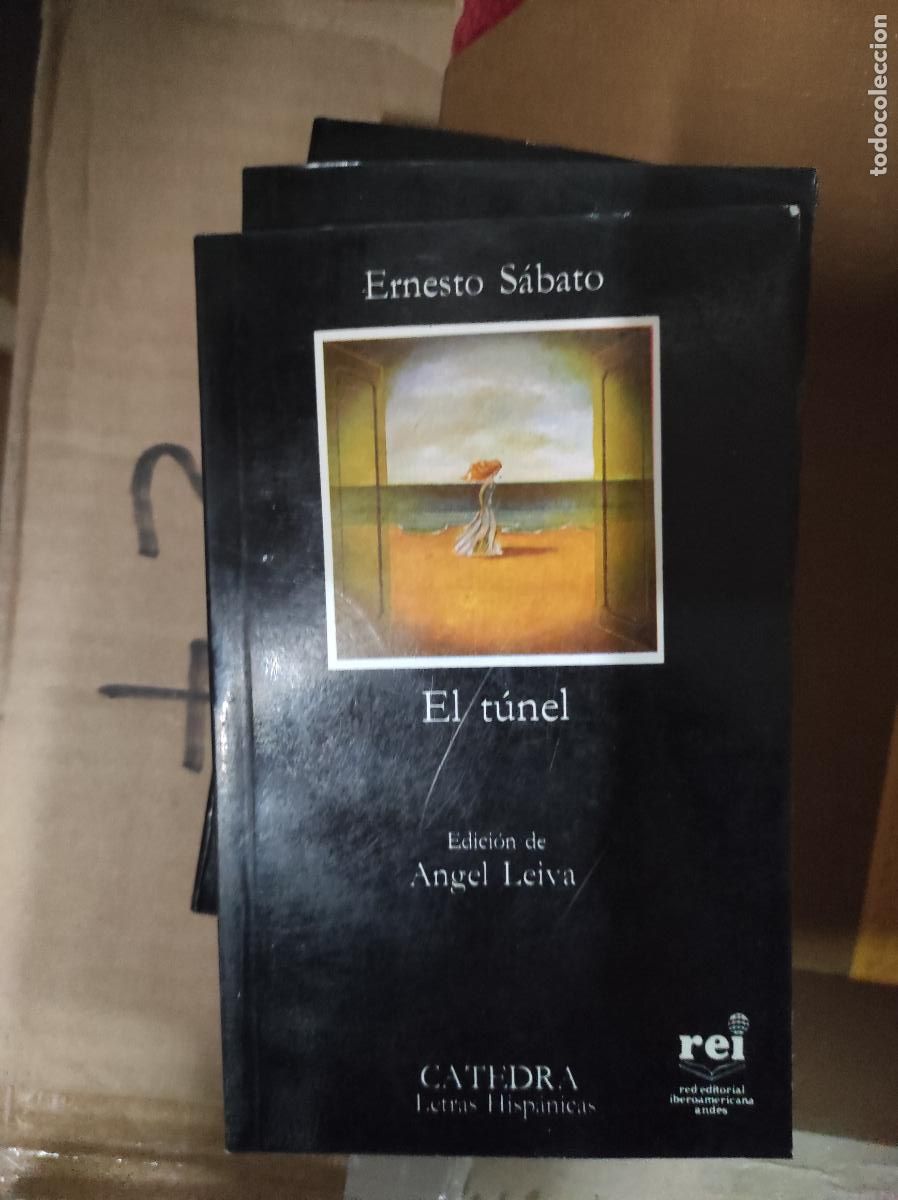 todocoleccion
Ernesto Sábato
El túnel
Edición de
Angel Leiva
CATEDRA
Letras Hispánicas
rei
red editorial
iberoamericana
andes